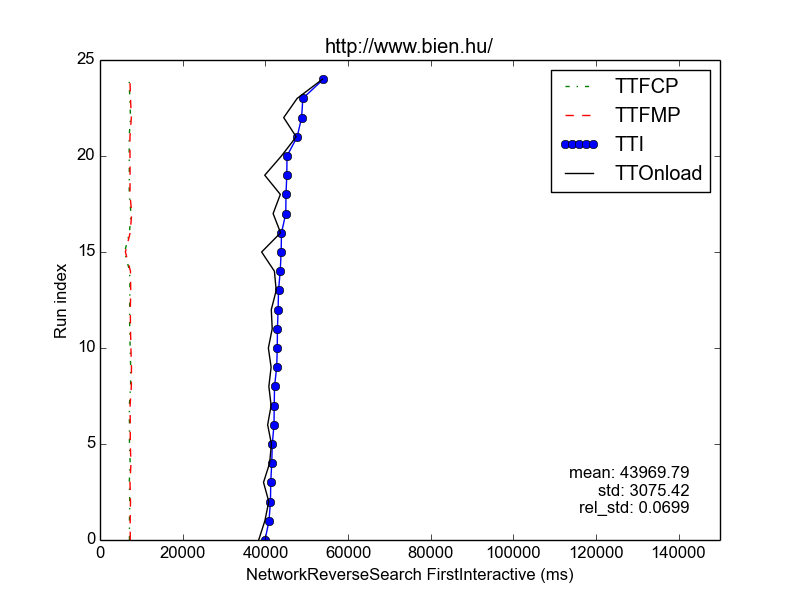 http://www.bien.hu/
25
20
15
10
5
0
Run index
TTFCP
TTFMP
TTI
TTOnload
mean: 43969.79
std: 3075.42
rel_std: 0.0699
0 20000 40000 60000 80000 100000 120000 140000
NetworkReverseSearch FirstInteractive (ms)